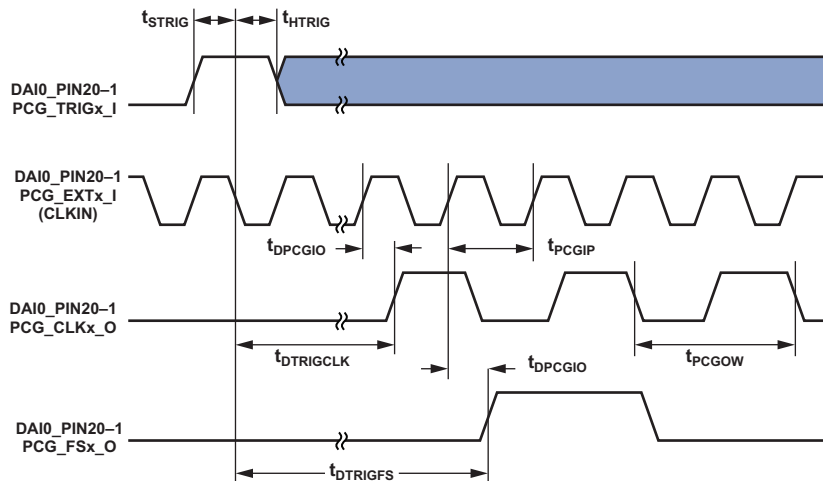 tSTRIG tHTRIG
DAI0_PIN20–1
PCG_TRIGx_I
DAI0_PIN20–1
PCG_EXTx_I
(CLKIN)
tDPCGIO tPCGIP
DAI0_PIN20–1
PCG_CLKx_O
tDTRIGCLK tDPCGIO tPCGOW
DAI0_PIN20–1
PCG_FSx_O
tDTRIGFS